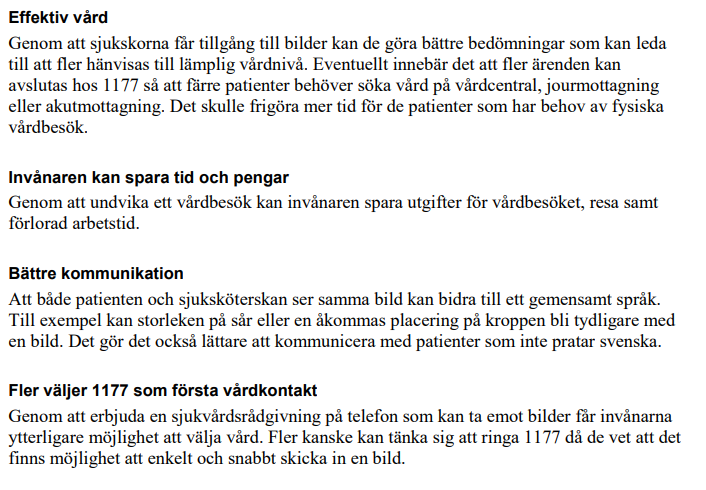 Effektiv vård
Genom att sjukskorna får tillgång till bilder kan de göra bättre bedömningar som kan leda
till att fler hänvisas till lämplig vårdnivå. Eventuellt innebär det att fler ärenden kan
avslutas hos 1177 så att färre patienter behöver söka vård på vårdcentral, jourmottagning
eller akutmottagning. Det skulle frigöra mer tid för de patienter som har behov av fysiska
vårdbesök.
Invånaren kan spara tid och pengar
Genom att undvika ett vårdbesök kan invånaren spara utgifter för vårdbesöket, resa samt
förlorad arbetstid.
Bättre kommunikation
Att både patienten och sjuksköterskan ser samma bild kan bidra till ett gemensamt språk.
Till exempel kan storleken på sår eller en åkommas placering på kroppen bli tydligare med
en bild. Det gör det också lättare att kommunicera med patienter som inte pratar svenska.
Fler väljer 1177 som första vårdkontakt
Genom att erbjuda en sjukvårdsrådgivning på telefon som kan ta emot bilder får invånarna
ytterligare möjlighet att välja vård. Fler kanske kan tänka sig att ringa 1177 då de vet att det
finns möjlighet att enkelt och snabbt skicka in en bild.